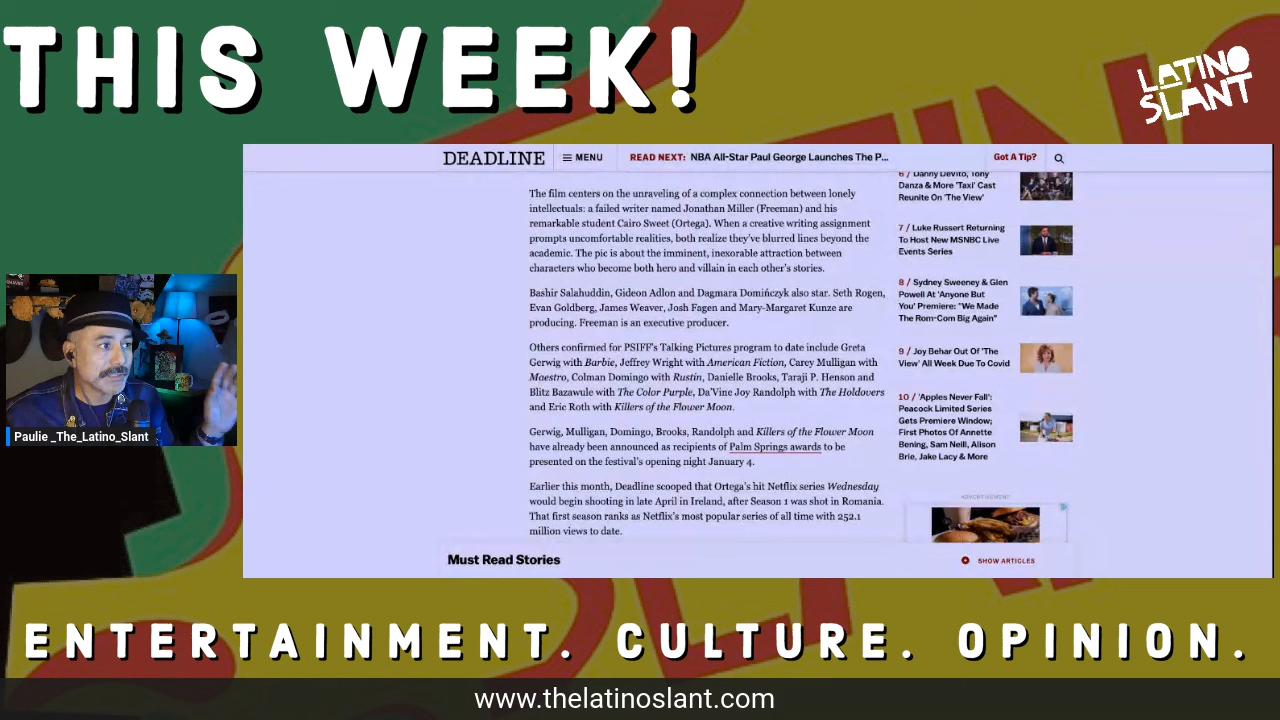 THIS WEEK!
LATINO
SLANT
DEADLINE
MENU
READ NEXT: NBA All-Star Paul George Launches The P...
Got A Tip?
The film centers on the unraveling of a complex connection between lonely
intellectuals: a failed writer named Jonathan Miller (Freeman) and his
remarkable student Cairo Sweet (Ortega). When a creative writing assignment
prompts uncomfortable realities, both realize they've blurred lines beyond the
academic. The pic is about the imminent, inexorable attraction between
characters who become both hero and villain in each other's stories.
Bashir Salahuddin, Gideon Adlon and Dagmara Domińczyk also star. Seth Rogen,
Evan Goldberg, James Weaver, Josh Fagen and Mary-Margaret Kunze are
producing. Freeman is an executive producer.
Others confirmed for PSIFF's Talking Pictures program to date include Greta
Gerwig with Barbie, Jeffrey Wright with American Fiction, Carey Mulligan with
Maestro, Colman Domingo with Rustin, Danielle Brooks, Taraji P. Henson and
Blitz Bazawule with The Color Purple, Da'Vine Joy Randolph with The Holdovers
and Eric Roth with Killers of the Flower Moon.
Gerwig, Mulligan, Domingo, Brooks, Randolph and Killers of the Flower Moon
have already been announced as recipients of Palm Springs awards to be
presented on the festival's opening night January 4.
Earlier this month, Deadline scooped that Ortega's hit Netflix series Wednesday
would begin shooting in late April in Ireland, after Season 1 was shot in Romania.
That first season ranks as Netflix's most popular series of all time with 252.1
million views to date.
6 / Danny DeVito, Tony
Danza & More 'Taxi' Cast
Reunite On 'The View'
7 / Luke Russert Returning
To Host New MSNBC Live
Events Series
8 / Sydney Sweeney & Glen
Powell At 'Anyone But
You' Premiere: "We Made
The Rom-Com Big Again"
9 / Joy Behar Out Of 'The
View' All Week Due To Covid
10 / 'Apples Never Fall':
Peacock Limited Series
Gets Premiere Window;
First Photos Of Annette
Bening, Sam Neill, Alison
Brie, Jake Lacy & More
ADVERTISEMENT
Must Read Stories
SHOW ARTICLES
Paulie _The_Latino_Slant
ENTERTAINMENT. CULTURE. OPINION.
www.thelatinoslant.com